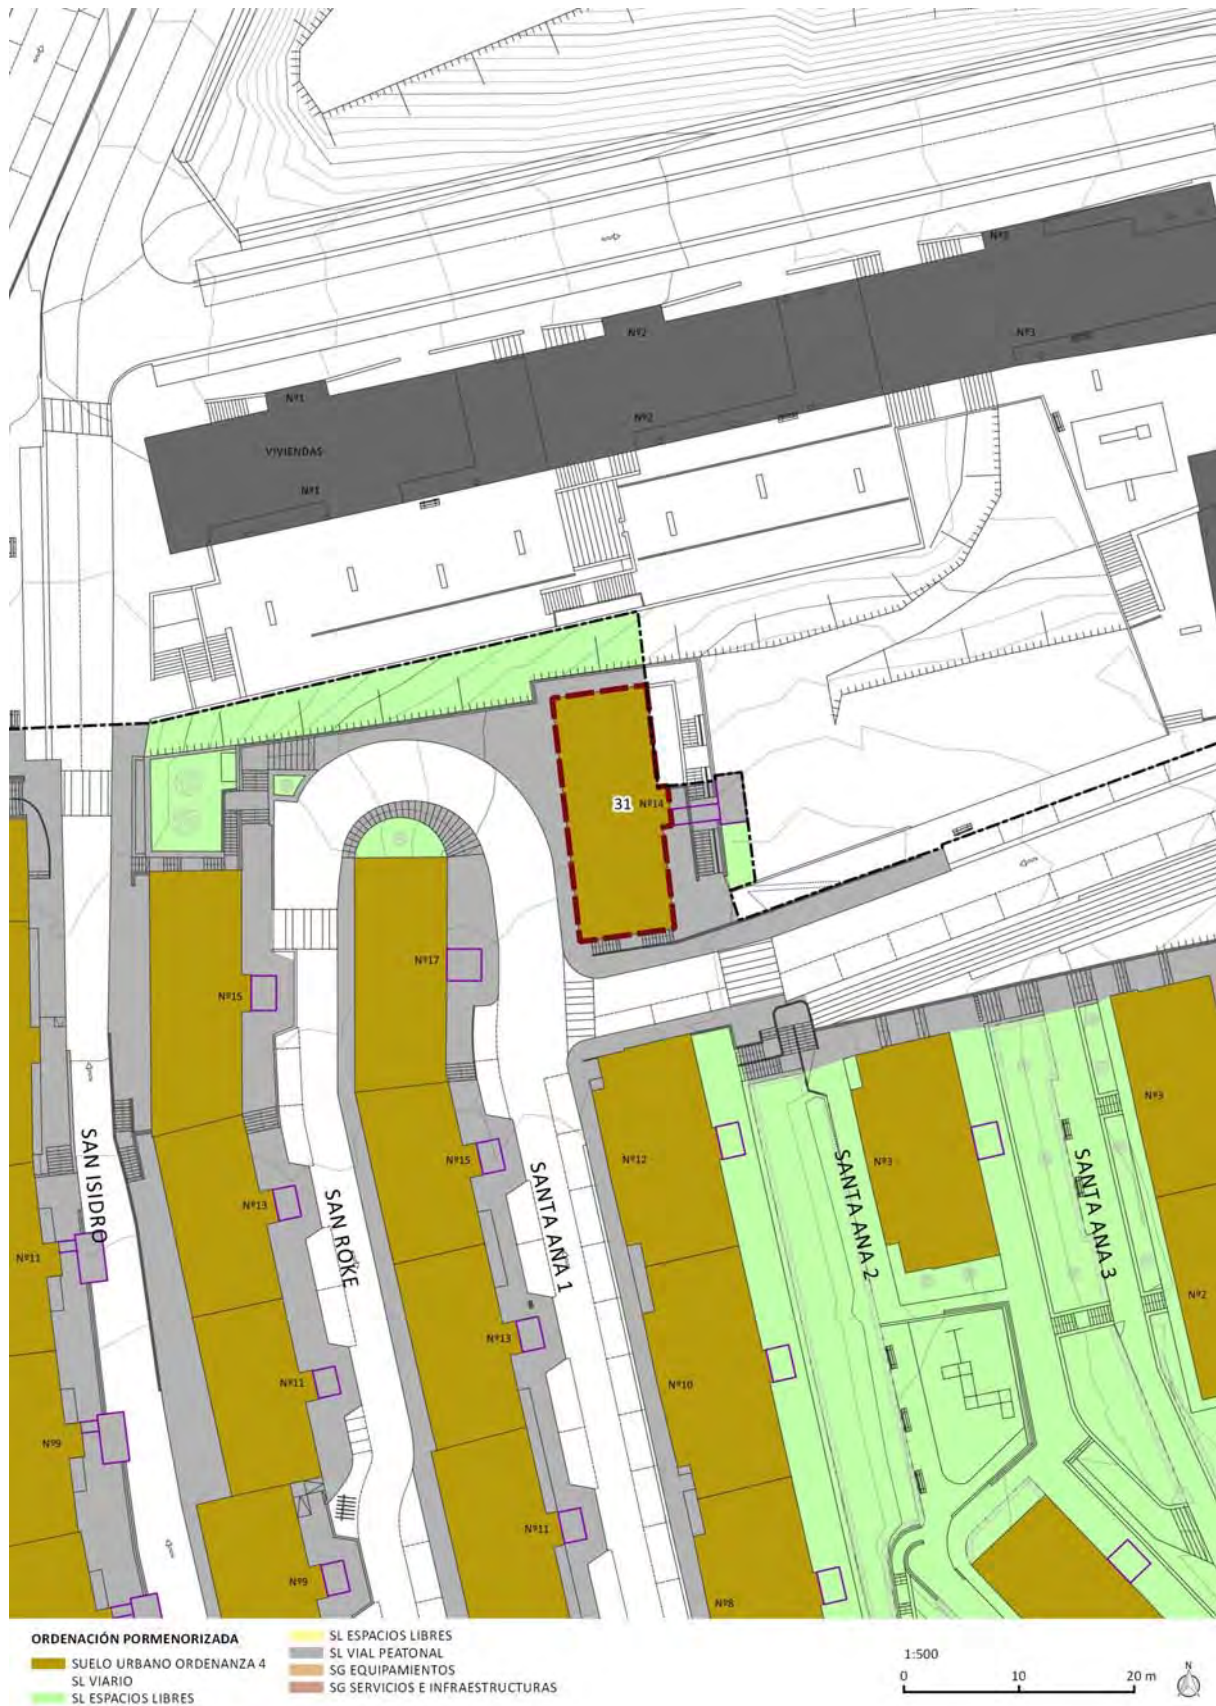 Nº3
Nº2
Nº3
Nº1
Nº2
VIVIENDAS
Nº1
31
Nº14
Nº17
Nº15
Nº3
Nº12
Nº15
Nº3
SAN ISIDRO
SAN ROKE
SANTA ANA 1
SANTA ANA 2
SANTA ANA 3
Nº13
Nº11
Nº2
Nº13
Nº11
Nº10
Nº9
Nº11
Nº9
Nº8
ORDENACIÓN PORMENORIZADA
SUELO URBANO ORDENANZA 4
SL VIARIO
SL ESPACIOS LIBRES
SL ESPACIOS LIBRES
SL VIAL PEATONAL
SG EQUIPAMIENTOS
SG SERVICIOS E INFRAESTRUCTURAS
1:500
0 10 20 m
N